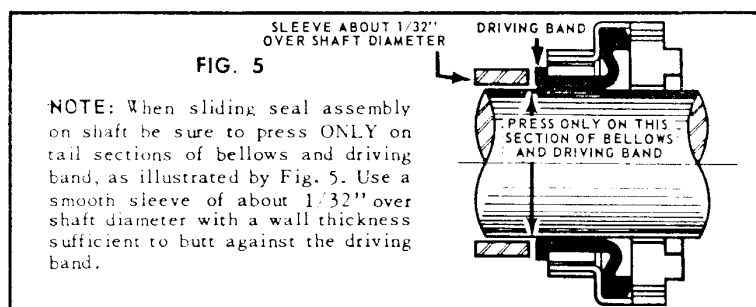 SLEEVE ABOUT 1/32"
OVER SHAFT DIAMETER
DRIVING BAND
FIG. 5
NOTE: When sliding seal assembly
on shaft be sure to press ONLY on
tail sections of bellows and driving
band, as illustrated by Fig. 5. Use a
smooth sleeve of about 1/32" over
shaft diameter with a wall thickness
sufficient to butt against the driving
band.
PRESS ONLY ON THIS
SECTION OF BELLOWS
AND DRIVING BAND